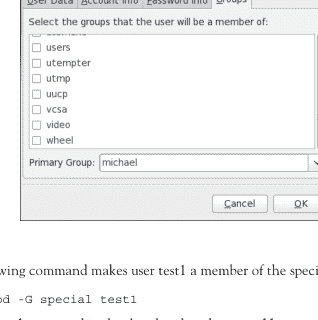 User Data Account Info Password Info Groups
Select the groups that the user will be a member of:
users
utempter
utmp
uucp
vcsa
video
wheel
Primary Group: michael
Cancel OK
wing command makes user test1 a member of the speci
od -G special test1